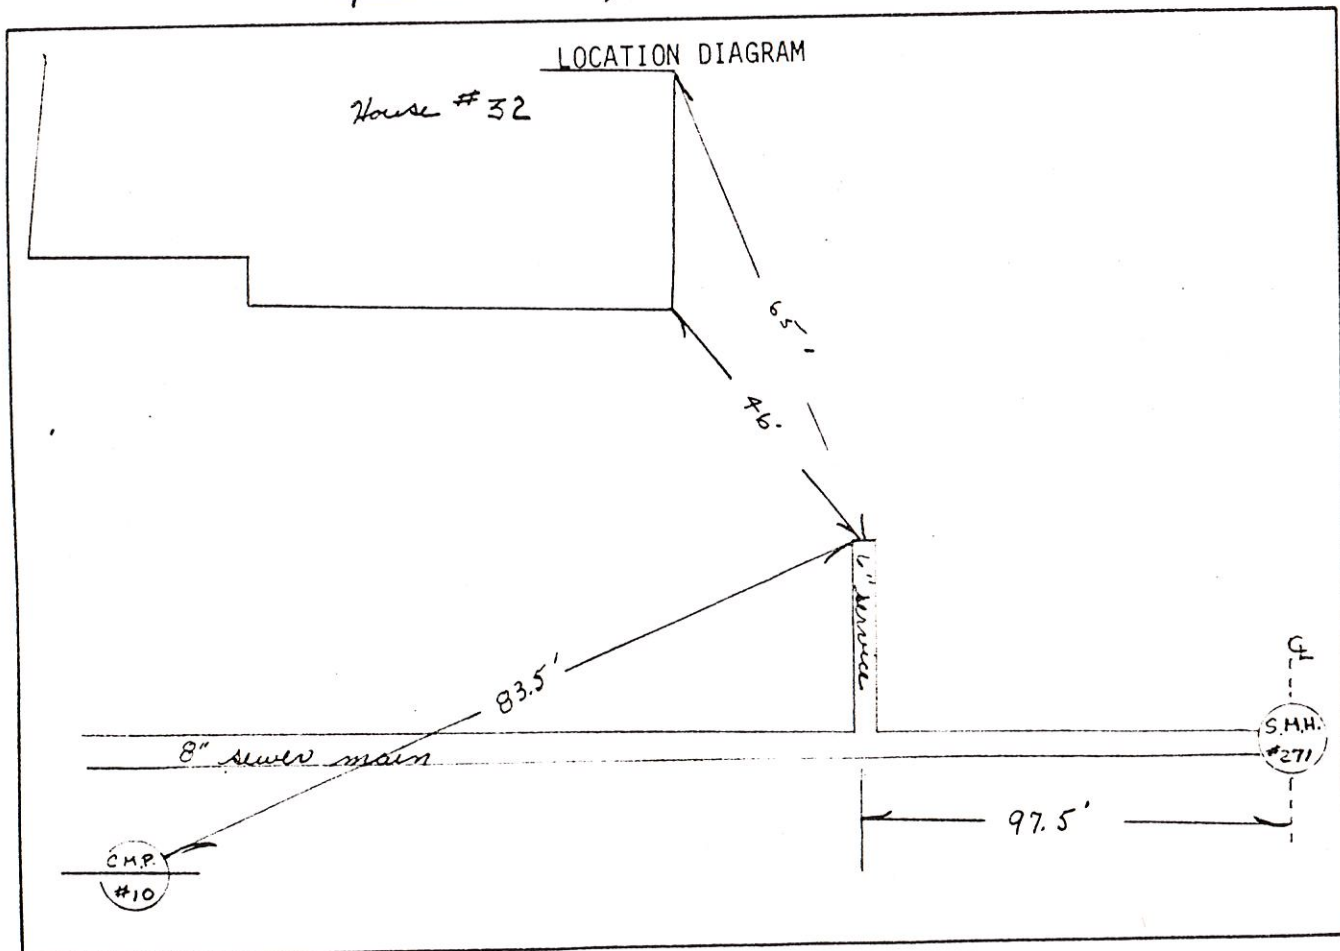 LOCATION DIAGRAM
House #32
65'
46.
83.5'
6" service
8" sewer main
97.5'
S.M.H.
#271
C.M.P.
#10